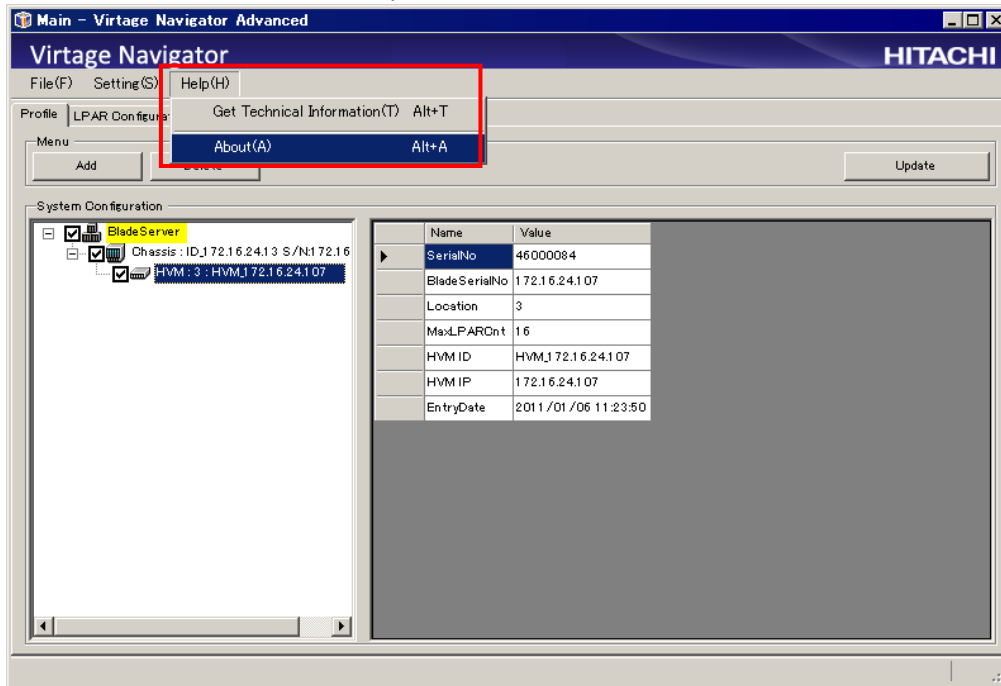 Main - Virtage Navigator Advanced
Virtage Navigator
HITACHI
File(F) Setting(S) Help(H)
Get Technical Information(T) Alt+T
About(A) Alt+A
Profile LPAR Configura
Menu
Add
Update
System Configuration
BladeServer
Chassis : ID_172.16.24.13 S/N:172.16
HVM : 3 : HVM_172.16.24.107
Name Value
SerialNo 46000084
BladeSerialNo 172.16.24.107
Location 3
MaxLPARCnt 16
HVM ID HVM_172.16.24.107
HVM IP 172.16.24.107
EntryDate 2011/01/06 11:23:50